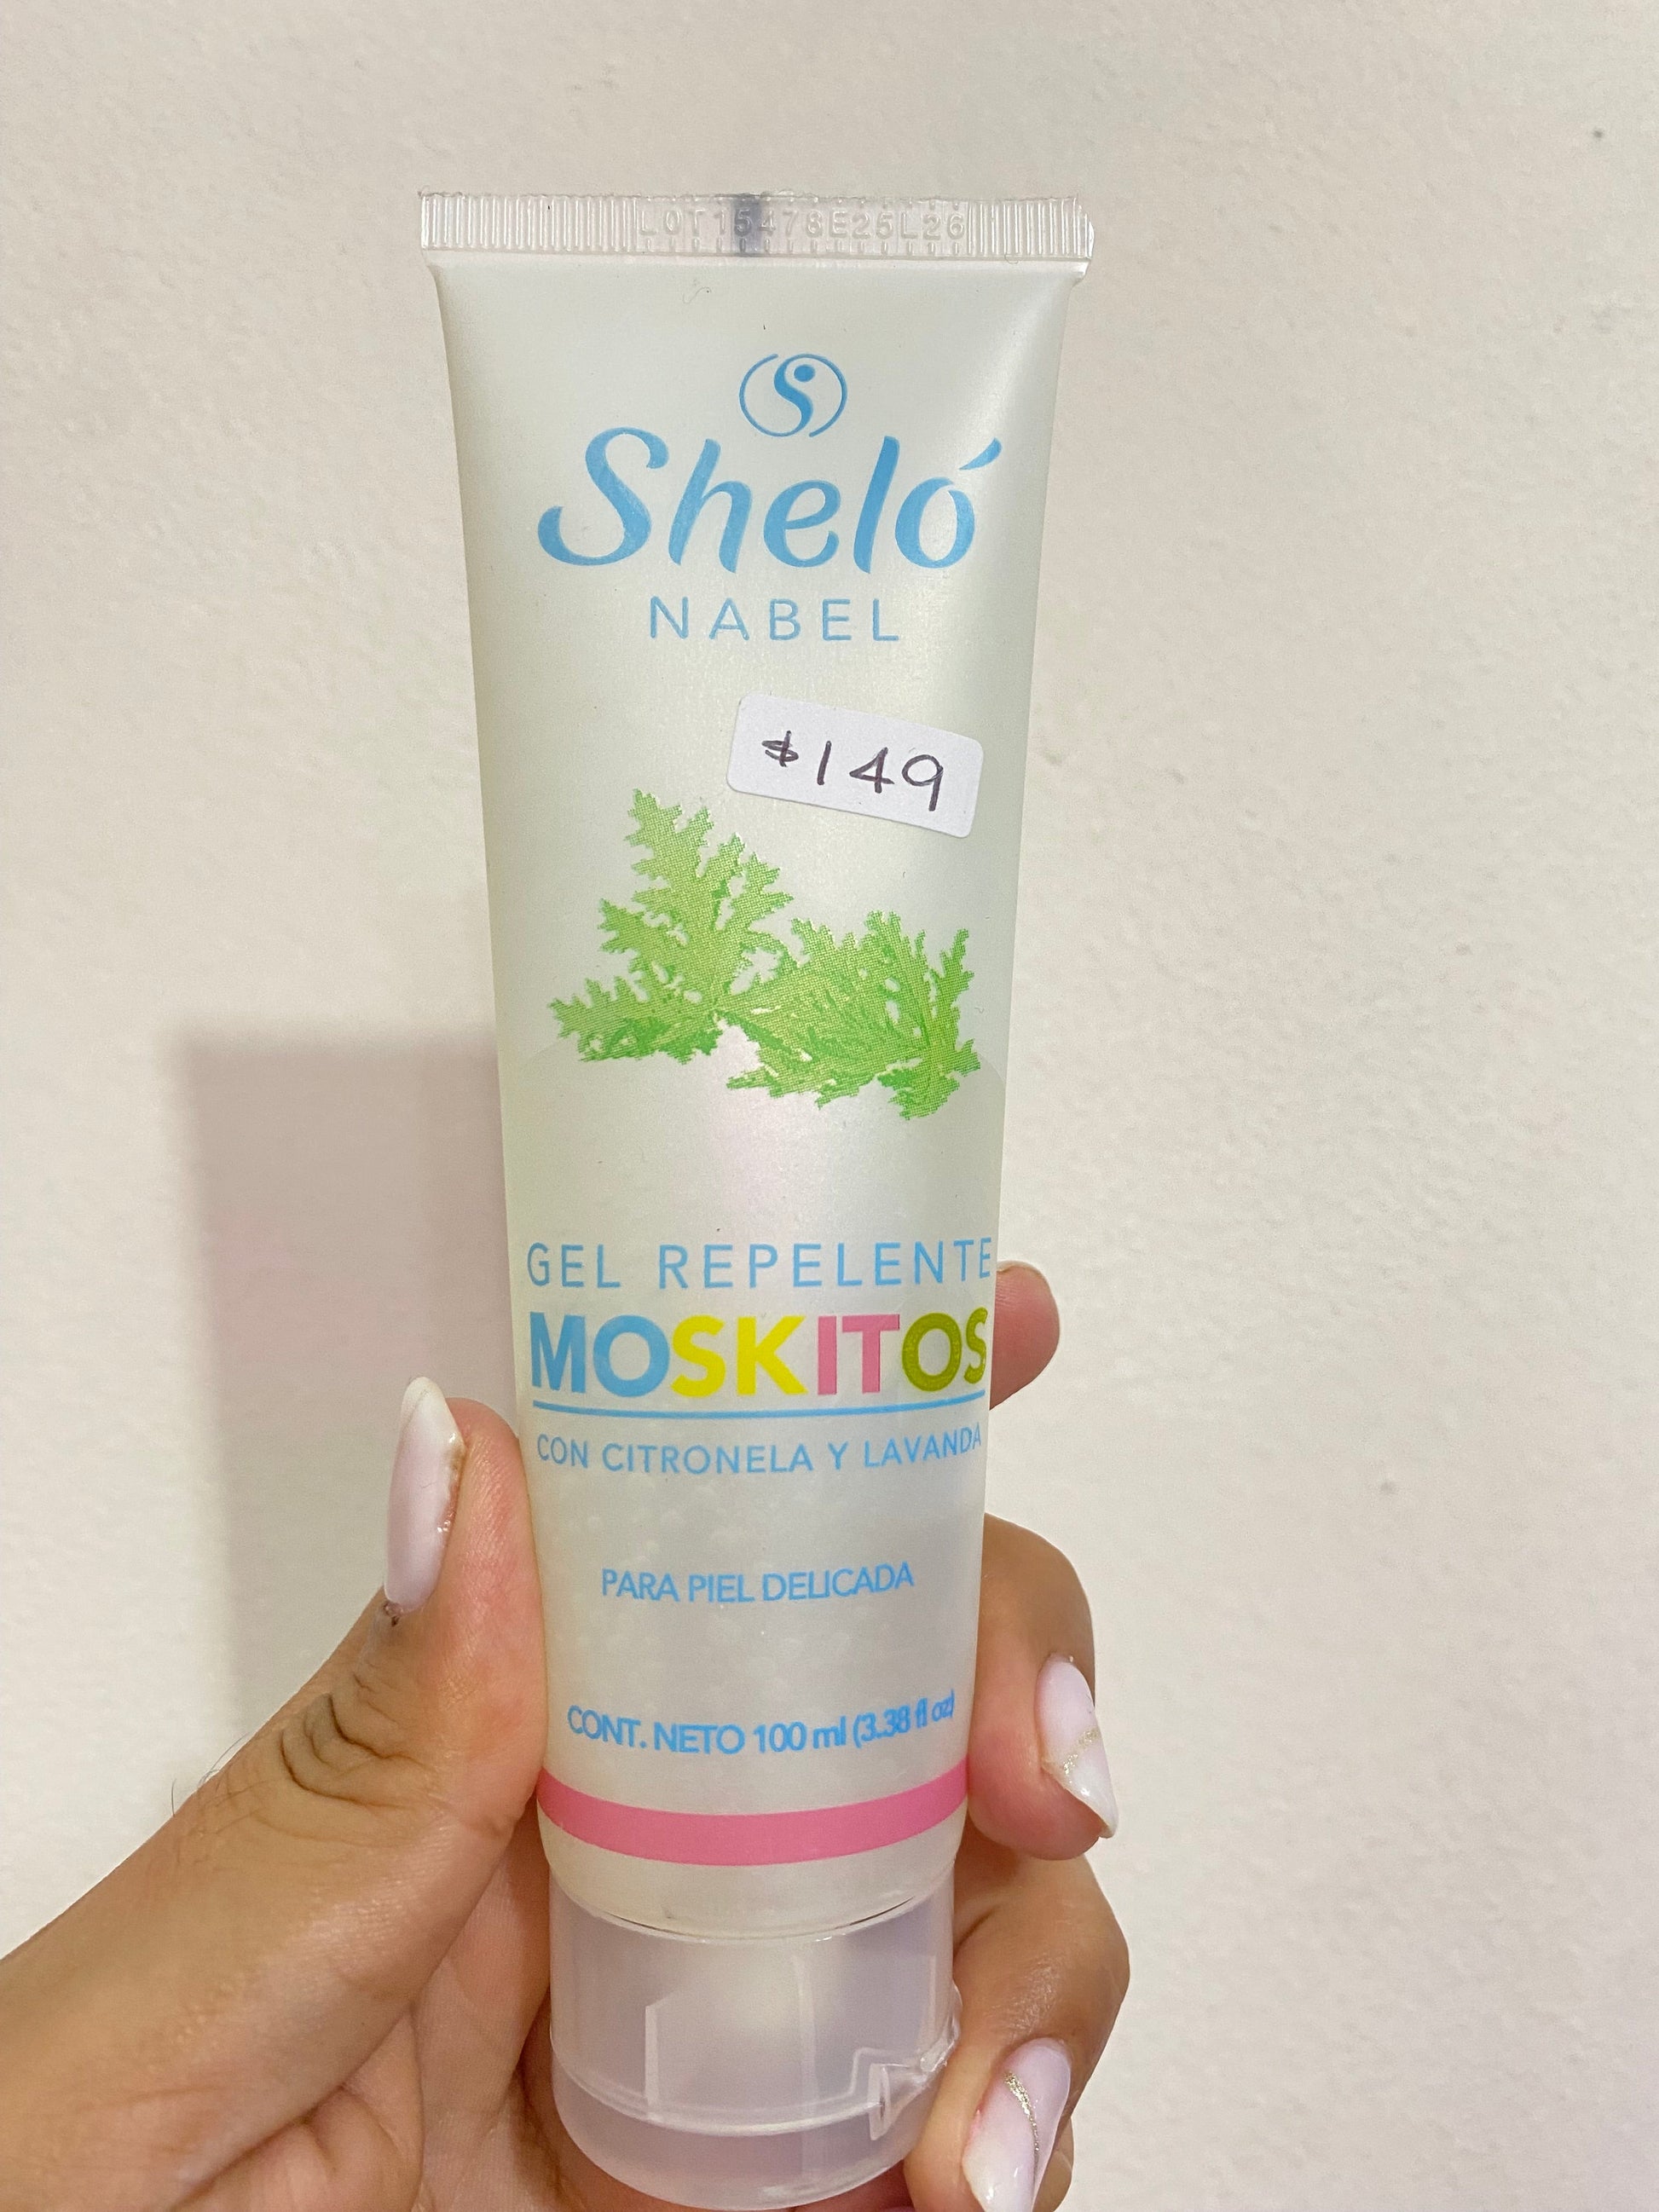 LOT15478E25L26
Sheló
NABEL
$149
GEL REPELENTE
MOSKITOS
CON CITRONELA Y LAVANDA
PARA PIEL DELICADA
CONT. NETO 100 ml (3.38 fl oz)